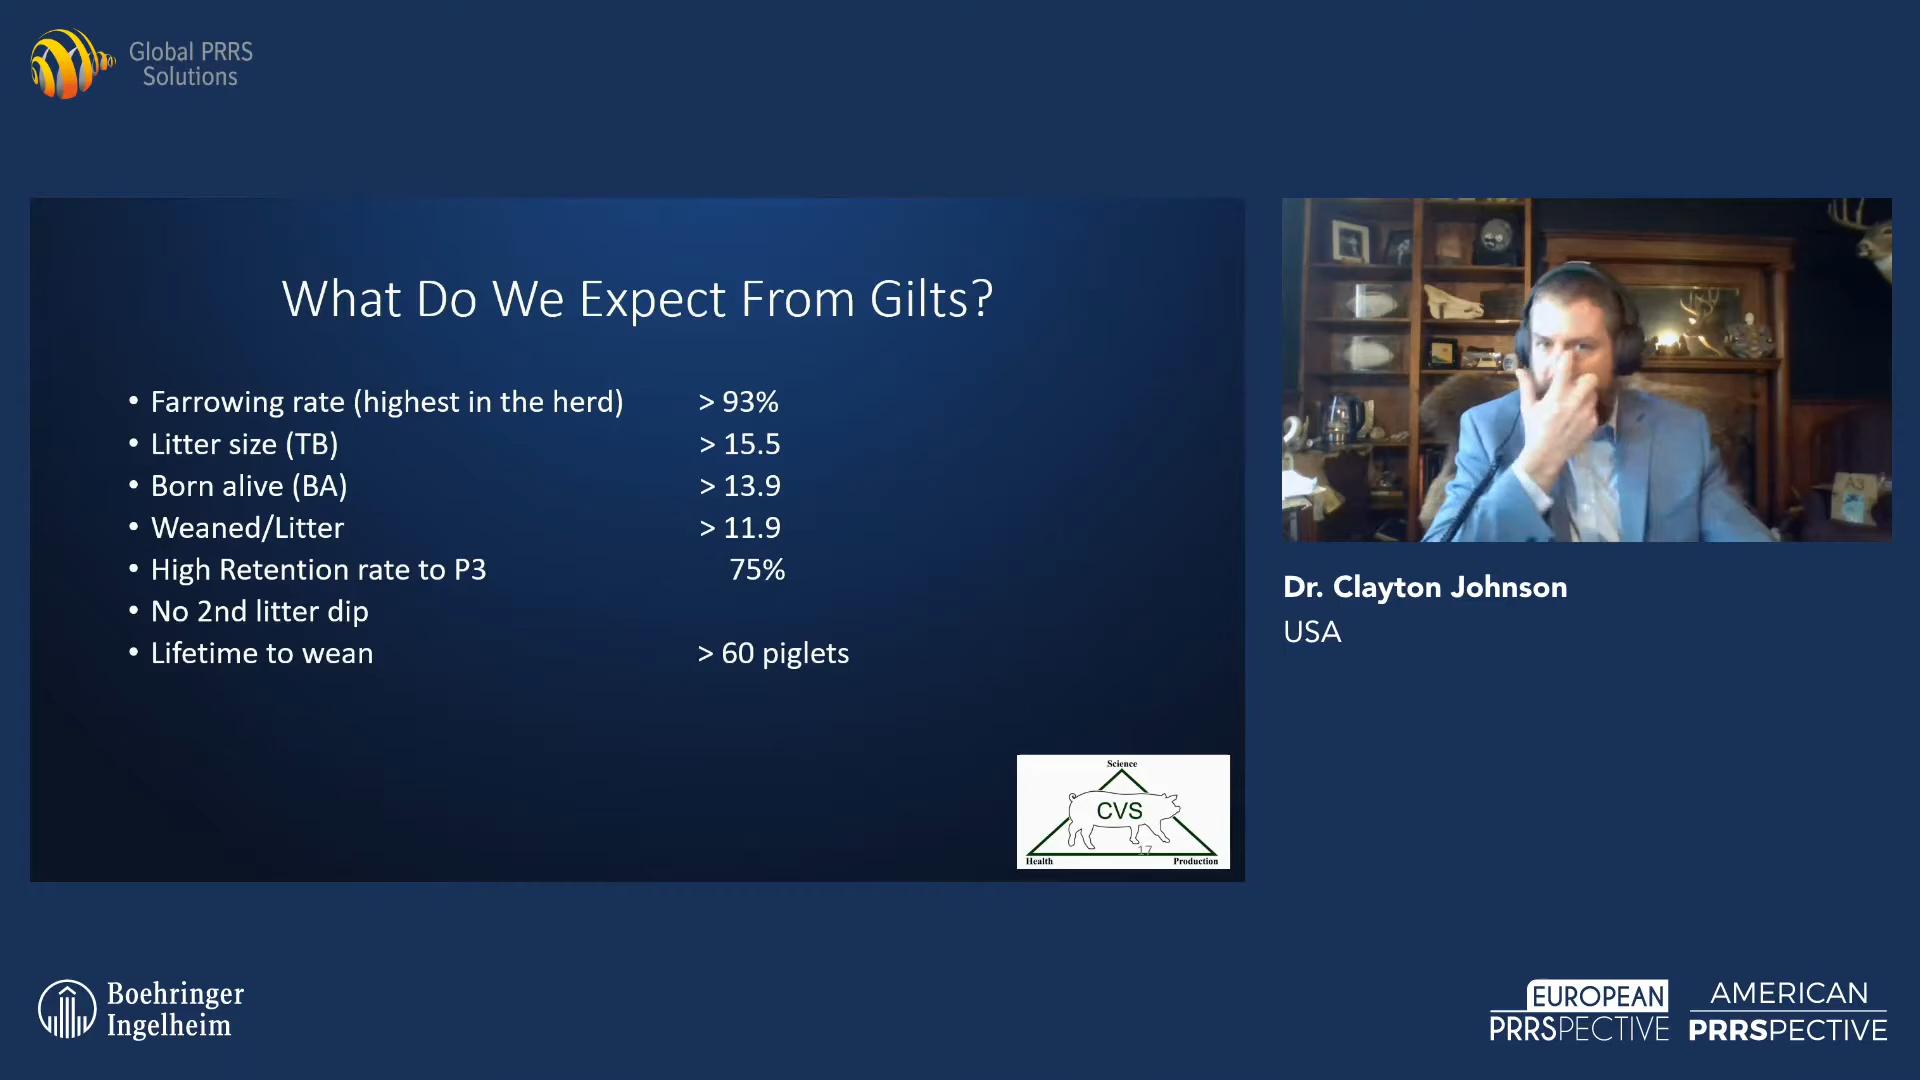 Global PRRS
Solutions
What Do We Expect From Gilts?
• Farrowing rate (highest in the herd) > 93%
• Litter size (TB) > 15.5
• Born alive (BA) > 13.9
• Weaned/Litter > 11.9
• High Retention rate to P3 75%
• No 2nd litter dip
• Lifetime to wean > 60 piglets
Science
CVS
17
Health Production
A3
Dr. Clayton Johnson
USA
Boehringer
Ingelheim
EUROPEAN
PRRSPECTIVE
AMERICAN
PRRSPECTIVE